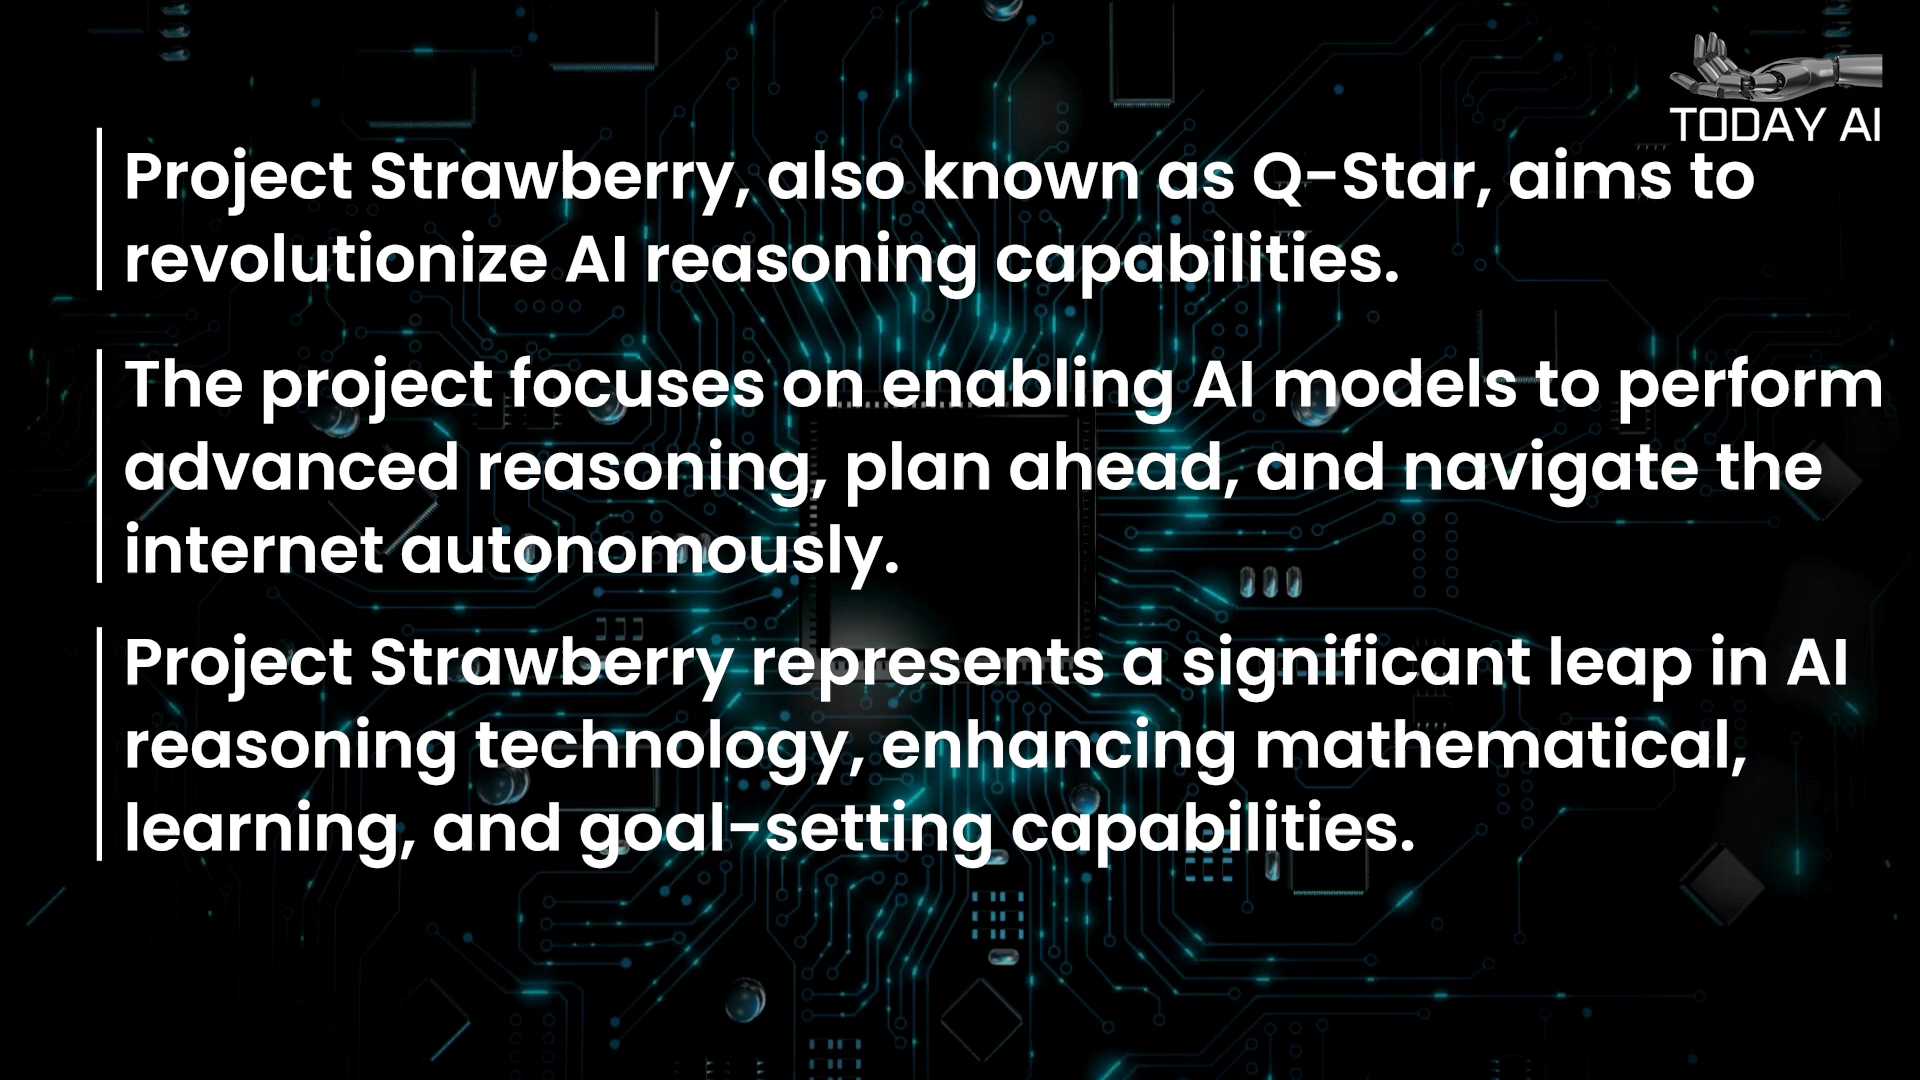 TODAY AI
Project Strawberry, also known as Q-Star, aims to
revolutionize AI reasoning capabilities.
The project focuses on enabling AI models to perform
advanced reasoning, plan ahead, and navigate the
internet autonomously.
Project Strawberry represents a significant leap in AI
reasoning technology, enhancing mathematical,
learning, and goal-setting capabilities.